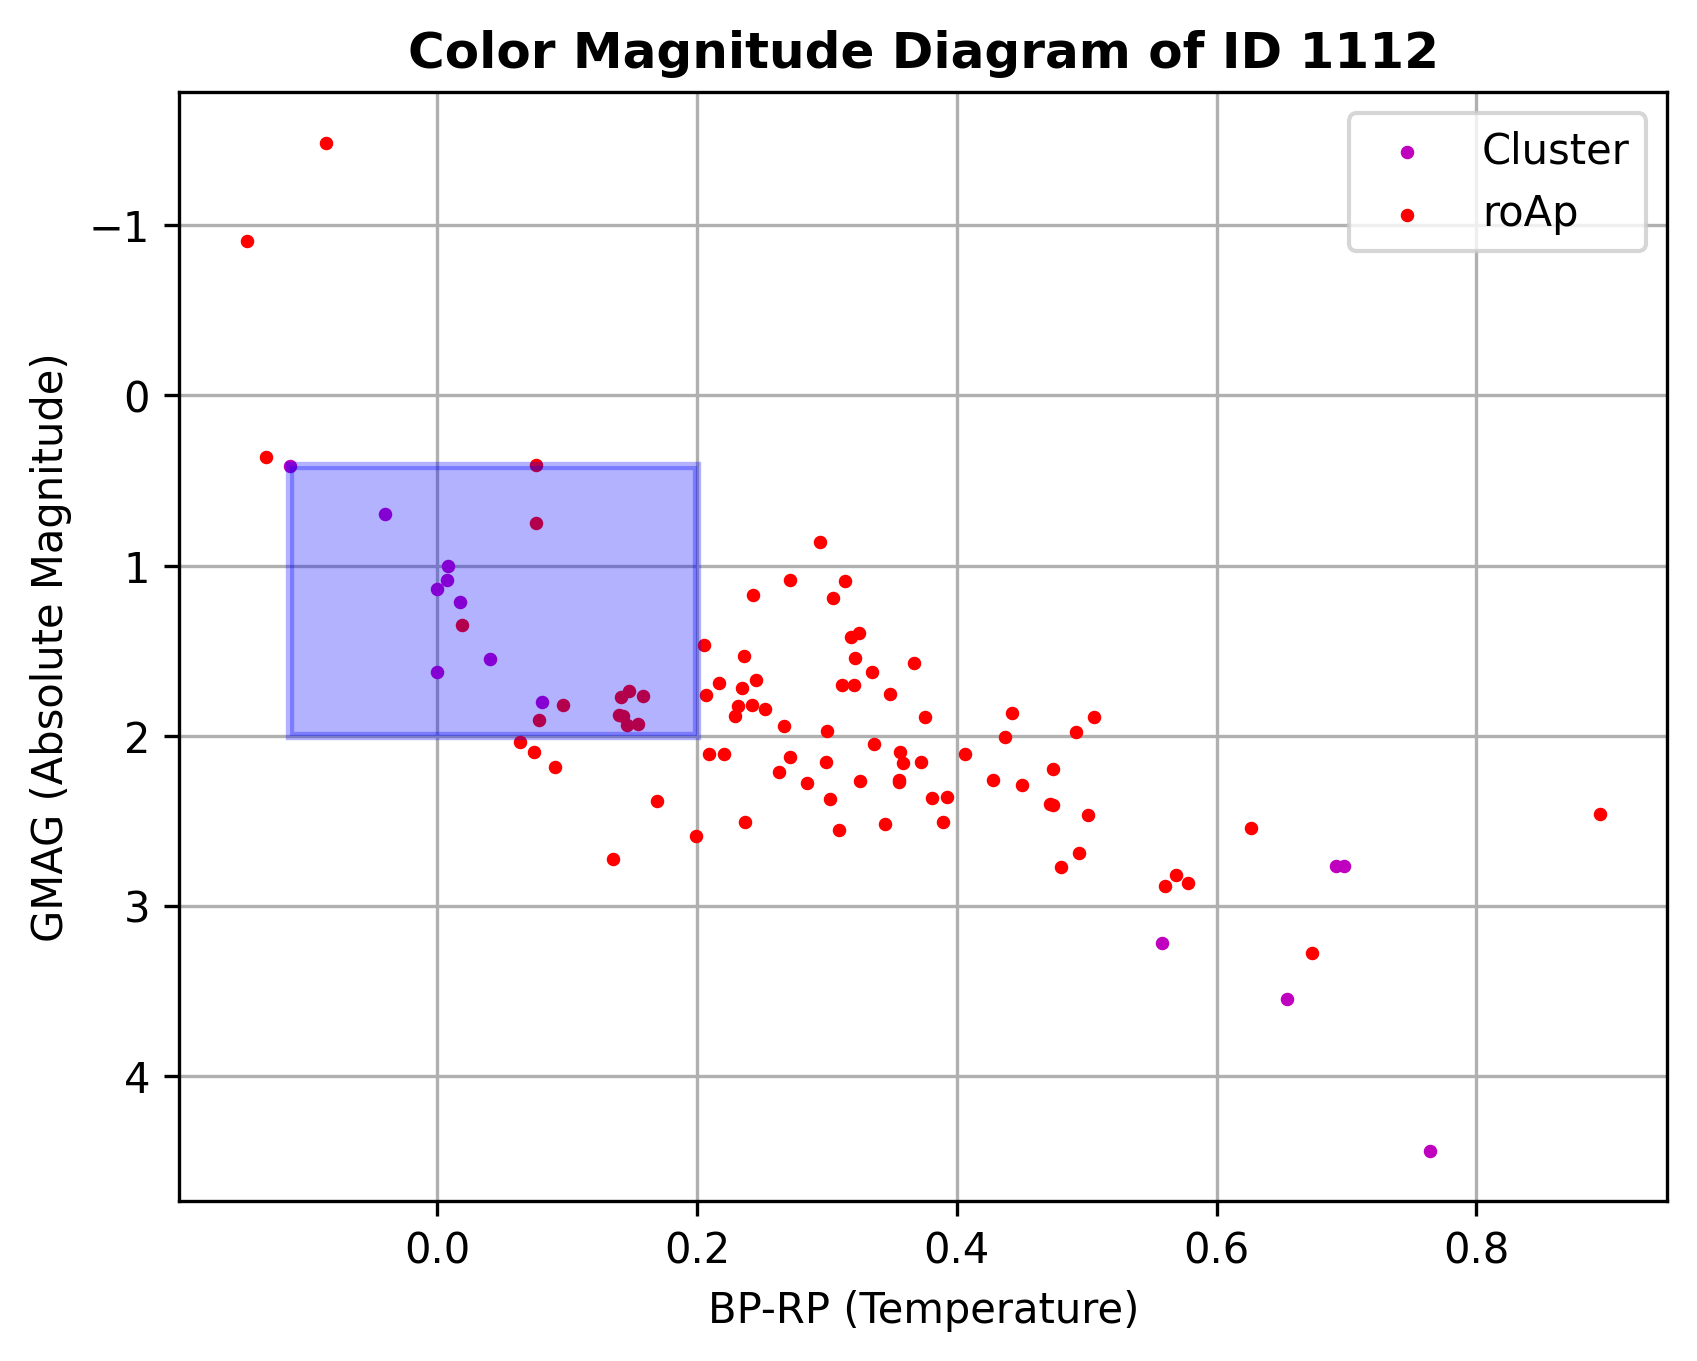 Color Magnitude Diagram of ID 1112
Cluster
roAp
−1
0
1
2
3
4
GMAG (Absolute Magnitude)
0.0 0.2 0.4 0.6 0.8
BP-RP (Temperature)